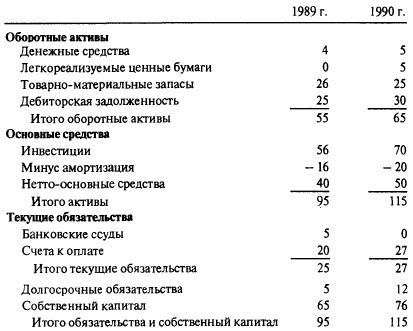 1989 г. 1990 г.
Оборотные активы
Денежные средства 4 5
Легкореализуемые ценные бумаги 0 5
Товарно-материальные запасы 26 25
Дебиторская задолженность 25 30
Итого оборотные активы 55 65
Основные средства
Инвестиции 56 70
Минус амортизация – 16 – 20
Нетто-основные средства 40 50
Итого активы 95 115
Текущие обязательства
Банковские ссуды 5 0
Счета к оплате 20 27
Итого текущие обязательства 25 27
Долгосрочные обязательства 5 12
Собственный капитал 65 76
Итого обязательства и собственный капитал 95 115